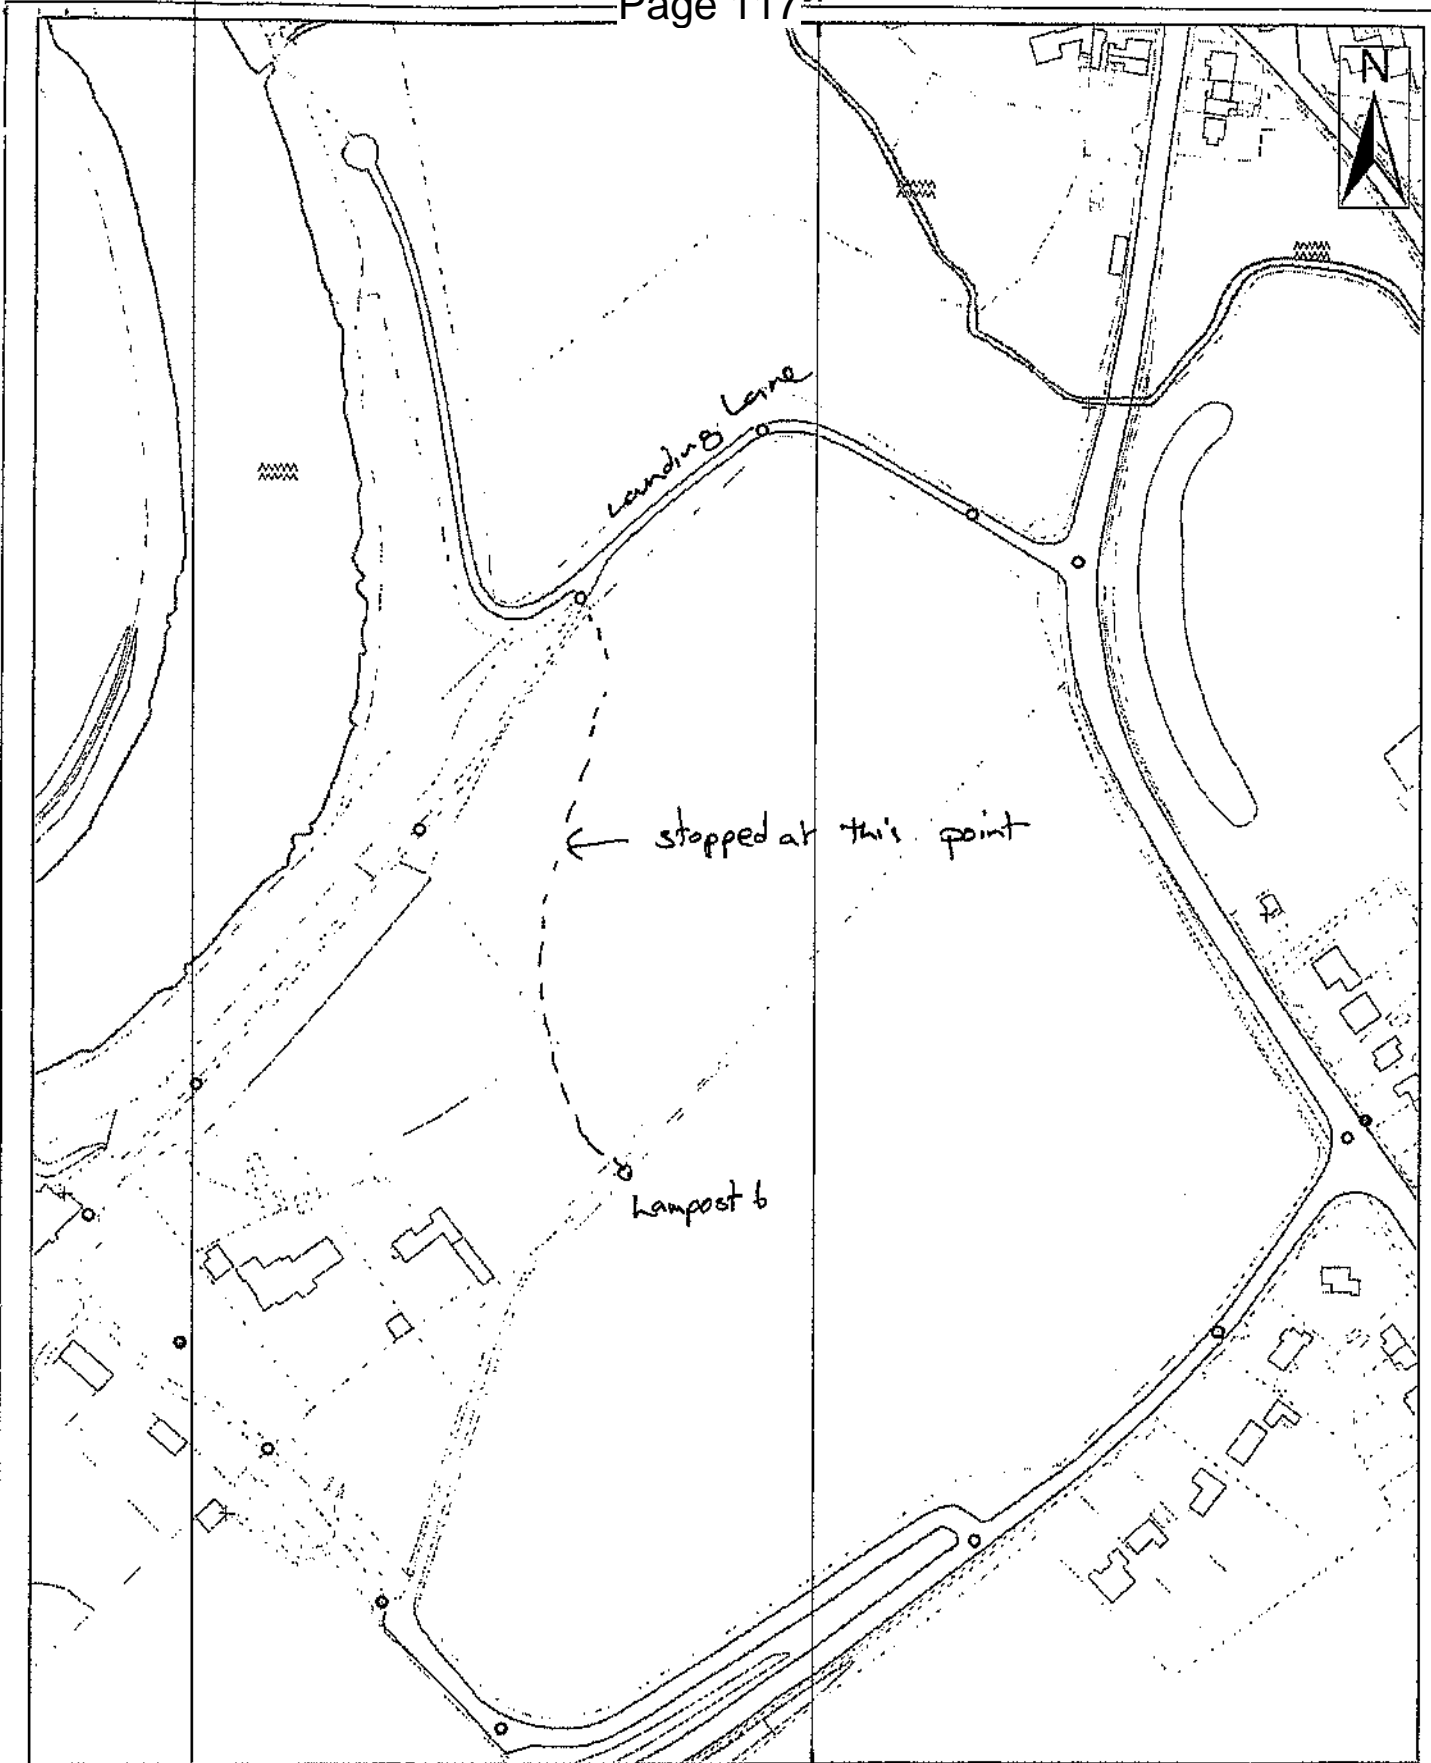 Page 117
N
Landing Lane
← stopped at this point
Lampost 6